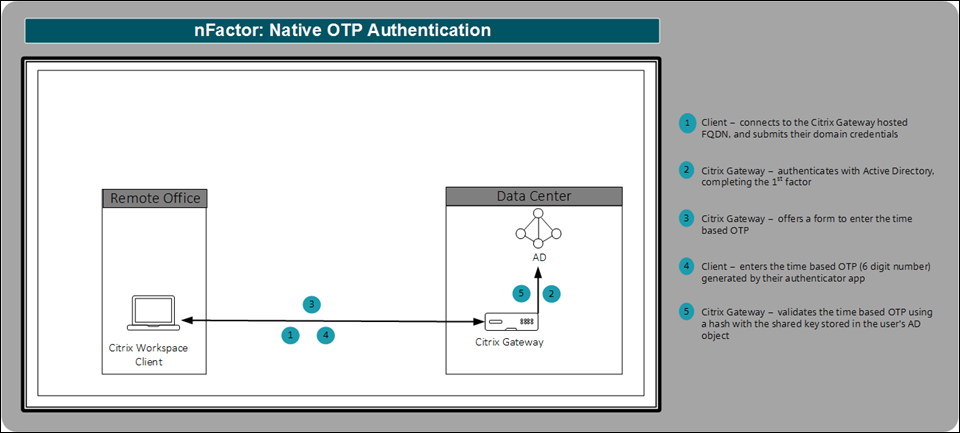 nFactor: Native OTP Authentication
Remote Office
Data Center
AD
5
2
3
1
4
Citrix Workspace
Client
Citrix Gateway
1
Client – connects to the Citrix Gateway hosted
FQDN, and submits their domain credentials
2
Citrix Gateway – authenticates with Active Directory,
completing the 1st factor
3
Citrix Gateway – offers a form to enter the time
based OTP
4
Client – enters the time based OTP (6 digit number)
generated by their authenticator app
5
Citrix Gateway – validates the time based OTP using
a hash with the shared key stored in the user's AD
object